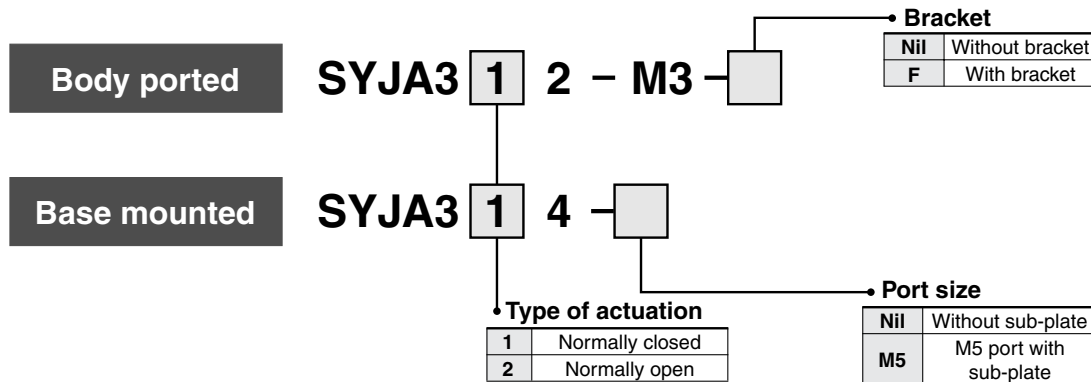 Bracket
Nil Without bracket
F With bracket
Body ported SYJA3 1 2 – M3 –
Base mounted SYJA3 1 4 –
Type of actuation
1 Normally closed
2 Normally open
Port size
Nil Without sub-plate
M5 M5 port with
sub-plate